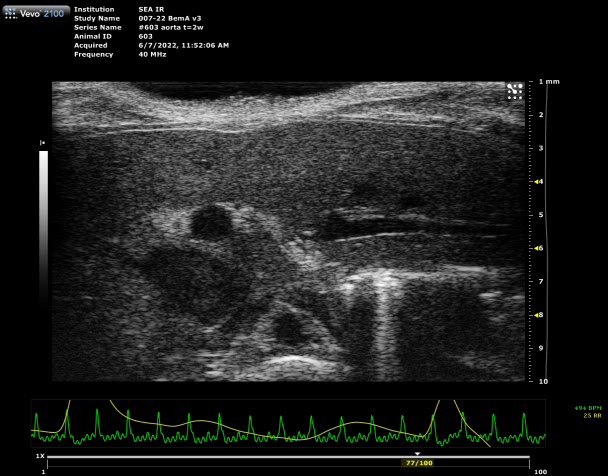 Vevo 2100
Institution SEA IR
Study Name 007-22 BemA v3
Series Name #603 aorta t=2w
Animal ID 603
Acquired 6/7/2022, 11:52:06 AM
Frequency 40 MHz
1 mm
2
3
4
5
6
7
8
9
10
494 BPM
25 RR
1X
77/100
1 100